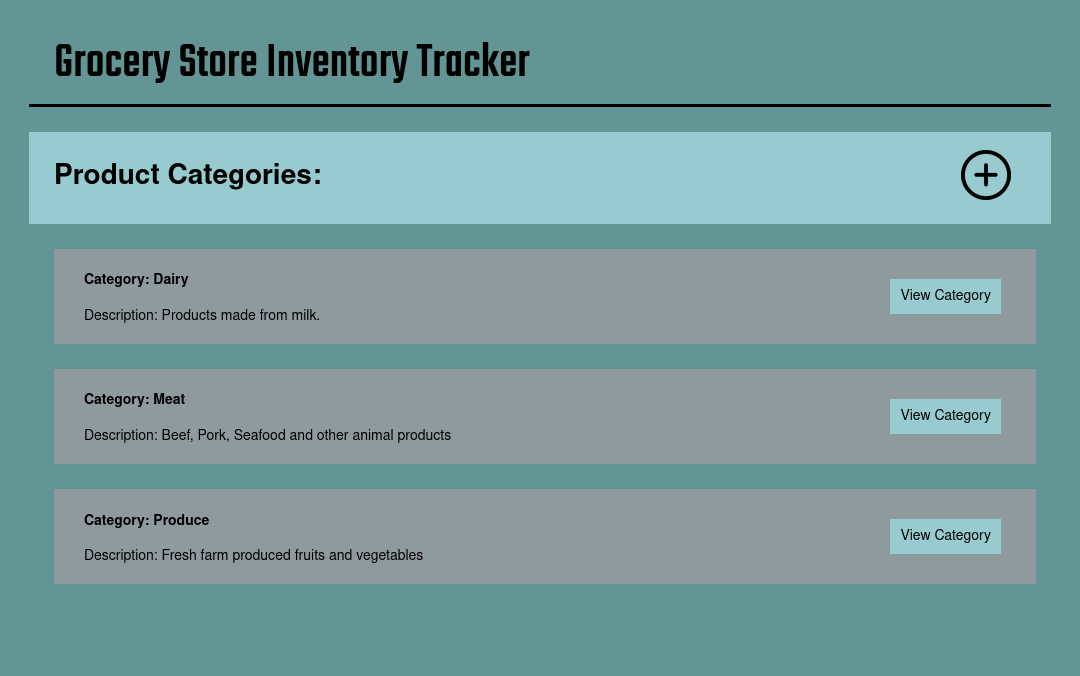 Grocery Store Inventory Tracker
Product Categories:
Category: Dairy
Description: Products made from milk.
View Category
Category: Meat
Description: Beef, Pork, Seafood and other animal products
View Category
Category: Produce
Description: Fresh farm produced fruits and vegetables
View Category